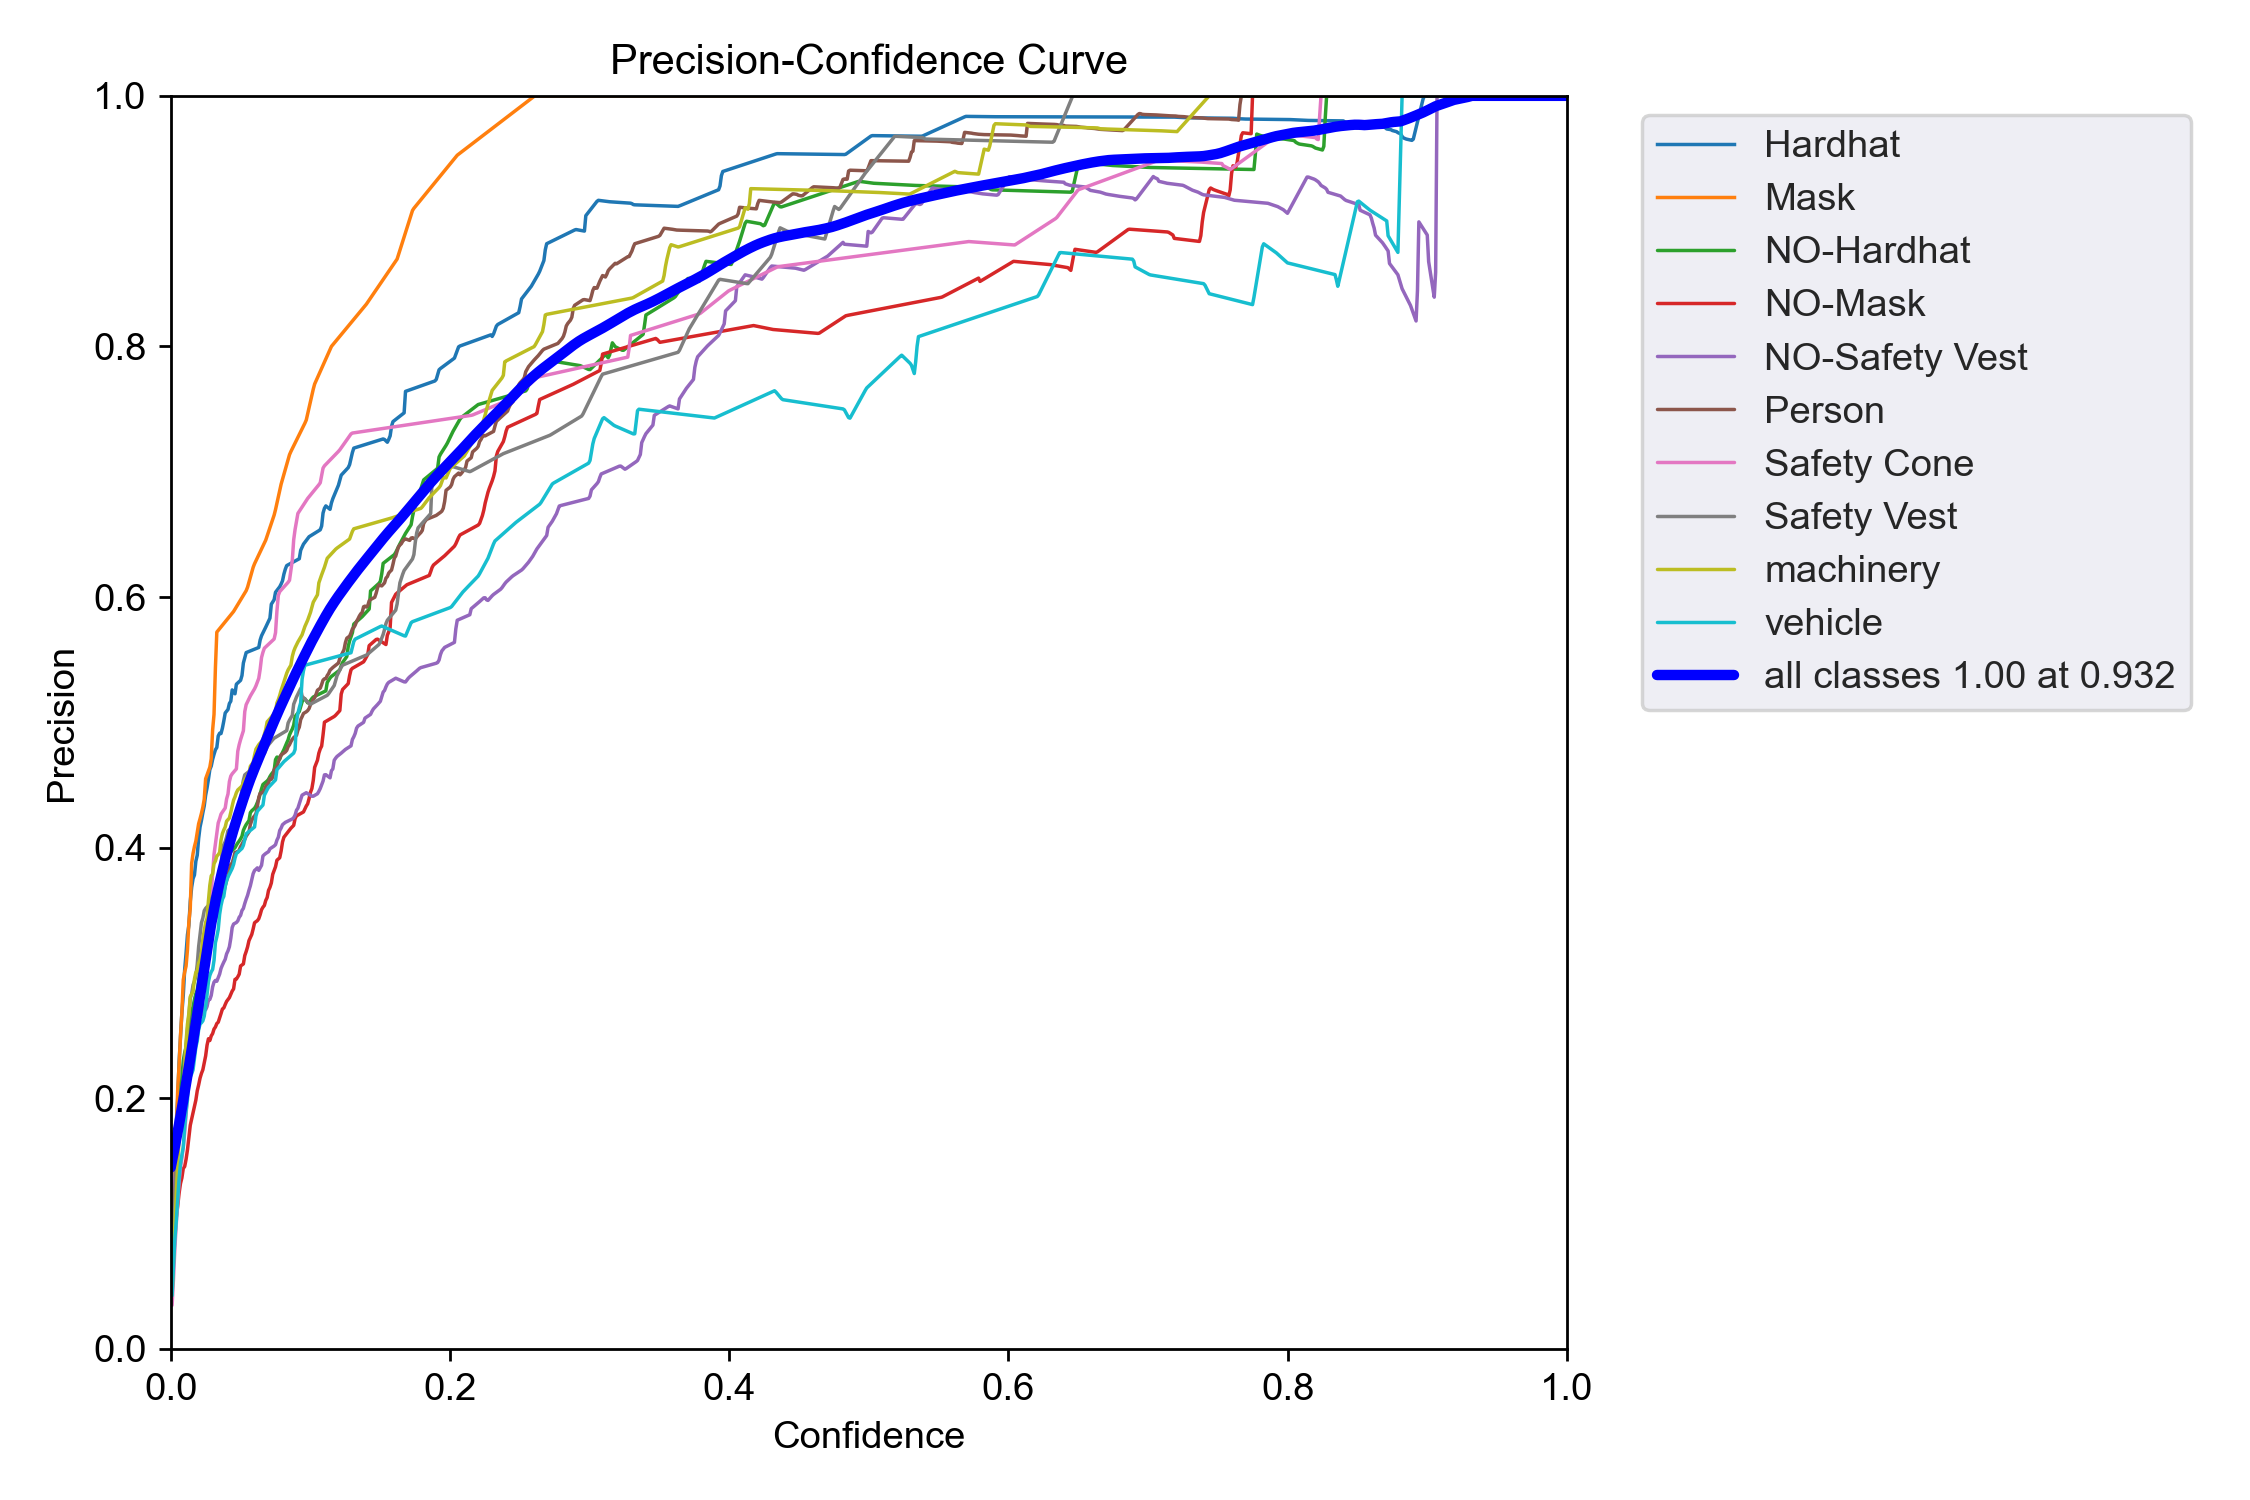 Precision-Confidence Curve
1.0
0.8
0.6
0.4
0.2
0.0
Precision
0.0 0.2 0.4 0.6 0.8 1.0
Confidence
Hardhat
Mask
NO-Hardhat
NO-Mask
NO-Safety Vest
Person
Safety Cone
Safety Vest
machinery
vehicle
all classes 1.00 at 0.932